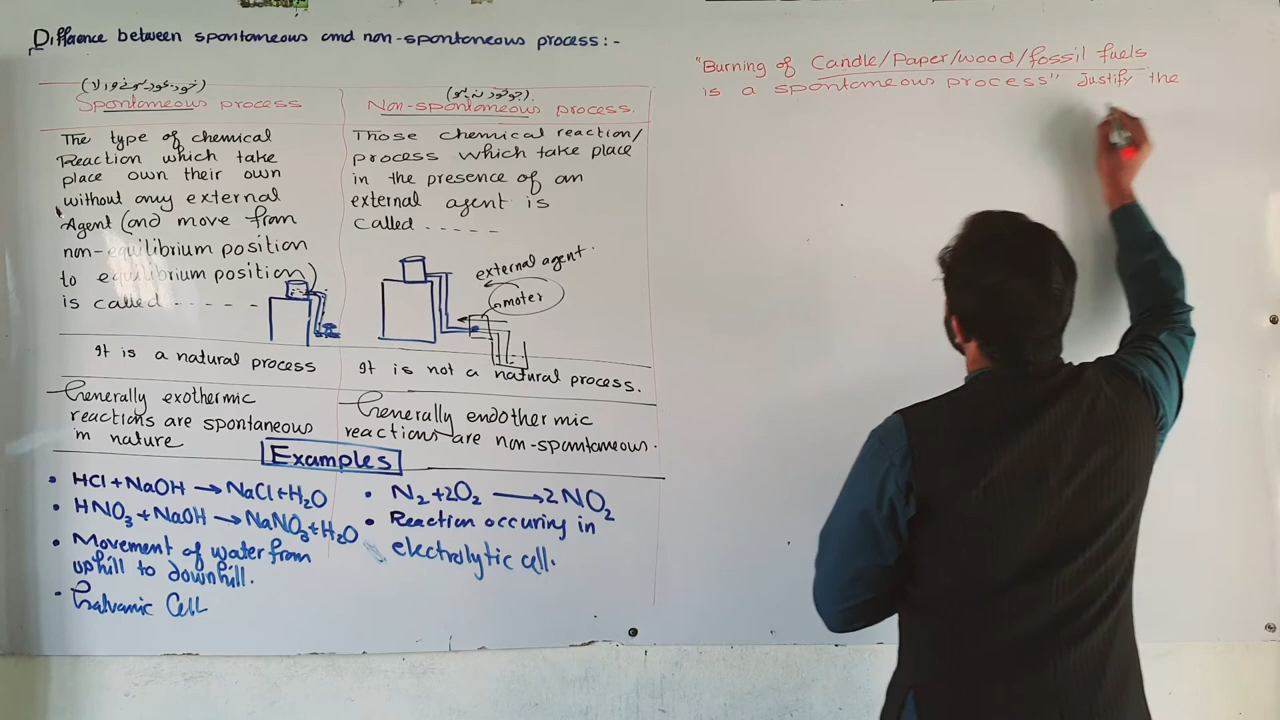 Difference between spontaneous and non-spontaneous process:-
Spontaneous process
The type of chemical
Reaction which take
place own their own
without any external
Agent (and move from
non-equilibrium position
to equilibrium position)
is called - - - - - -
It is a natural process
Generally exothermic
reactions are spontaneous
in nature
Non-spontaneous process.
Those chemical reaction/
process which take place
in the presence of an
external agent is
called - - - - -
external agent.
moter
It is not a natural process.
Generally endothermic
reactions are non-spontaneous.
Examples
• HCl + NaOH → NaCl + H2O
• HNO3 + NaOH → NaNO3 + H2O
• Movement of water from
uphill to downhill.
• Galvanic Cell
• N2 + 2O2 → 2NO2
• Reaction occuring in
electrolytic cell.
"Burning of Candle/Paper/wood/fossil fuels
is a spontaneous process" Justify the